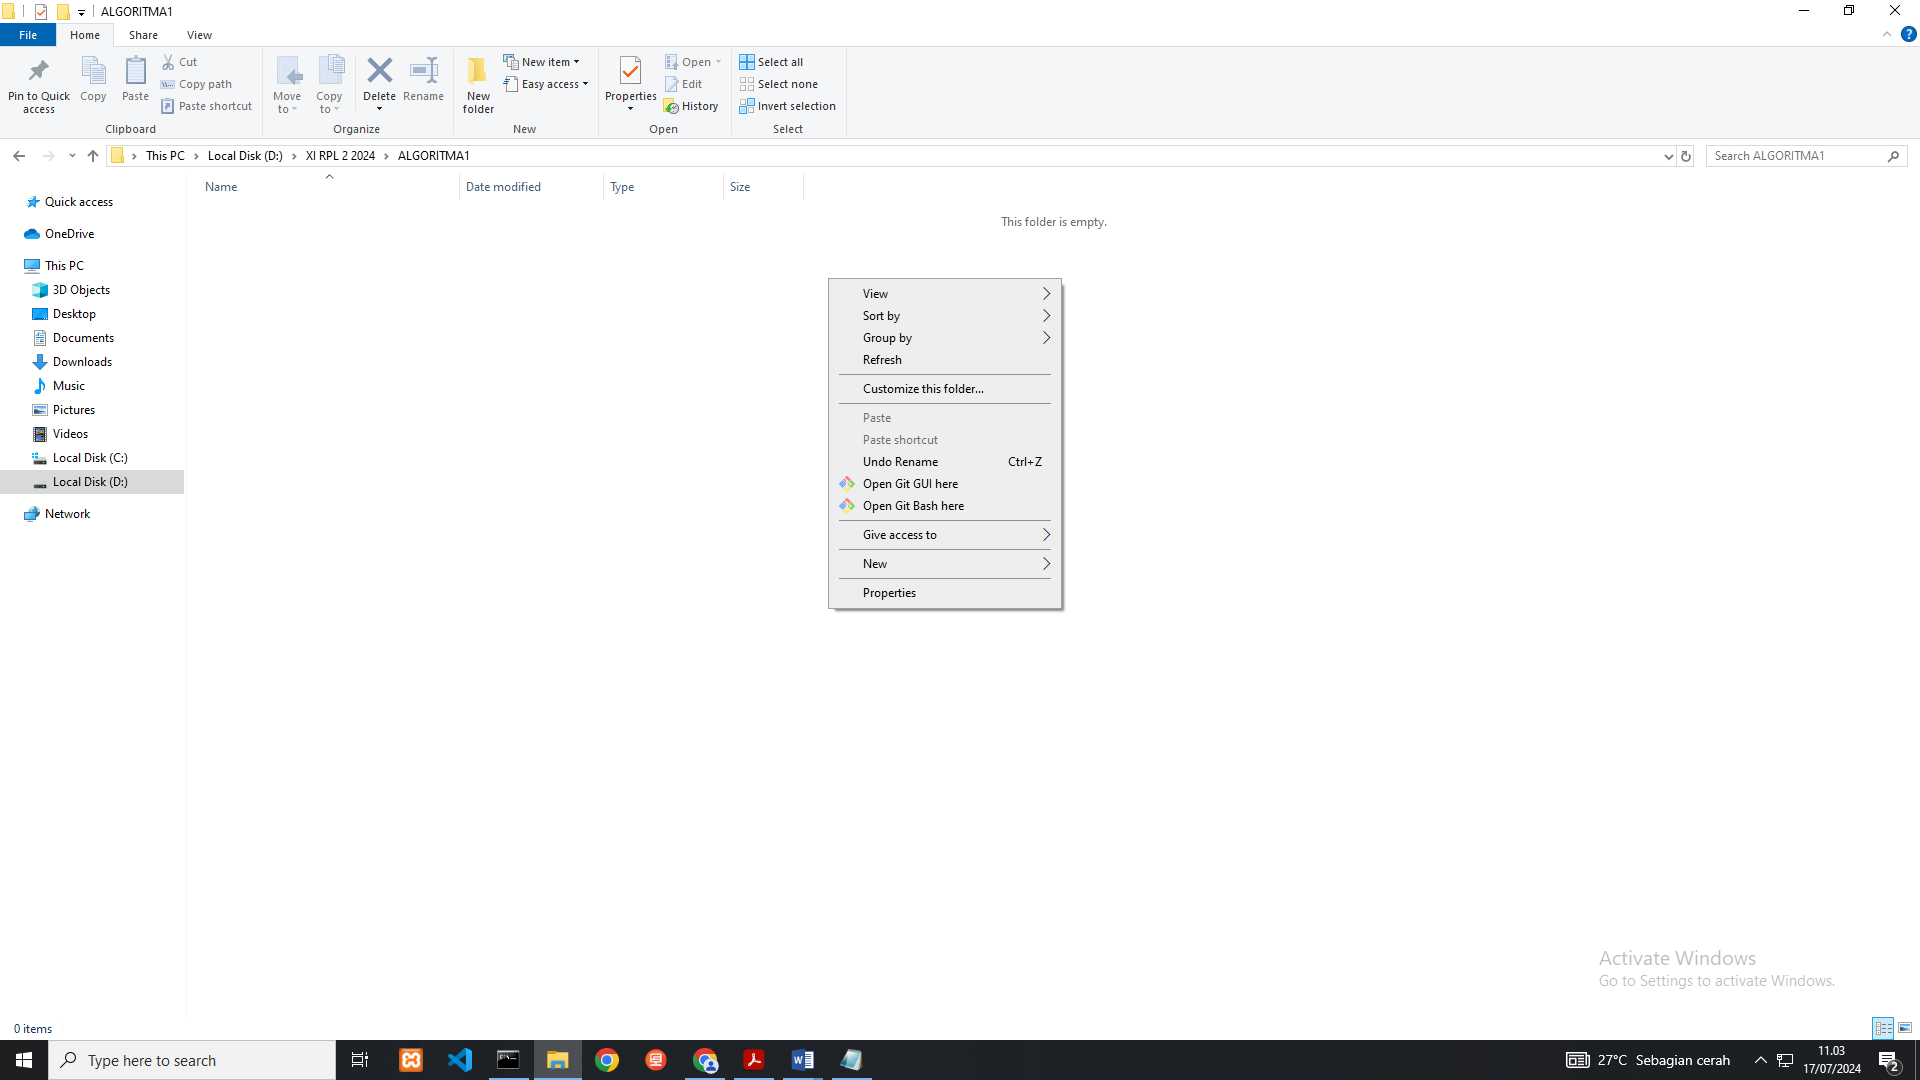 ALGORITMA1
File Home Share View
Pin to Quick access
Copy
Paste
Cut
Copy path
Paste shortcut
Clipboard
Move to
Copy to
Delete
Rename
Organize
New folder
New item
Easy access
New
Properties
Open
Edit
History
Open
Select all
Select none
Invert selection
Select
This PC Local Disk (D:) XI RPL 2 2024 ALGORITMA1
Search ALGORITMA1
Name Date modified Type Size
This folder is empty.
Quick access
OneDrive
This PC
3D Objects
Desktop
Documents
Downloads
Music
Pictures
Videos
Local Disk (C:)
Local Disk (D:)
Network
View
Sort by
Group by
Refresh
Customize this folder...
Paste
Paste shortcut
Undo Rename Ctrl+Z
Open Git GUI here
Open Git Bash here
Give access to
New
Properties
Activate Windows
Go to Settings to activate Windows.
0 items
Type here to search
27°C Sebagian cerah
11.03
17/07/2024
2